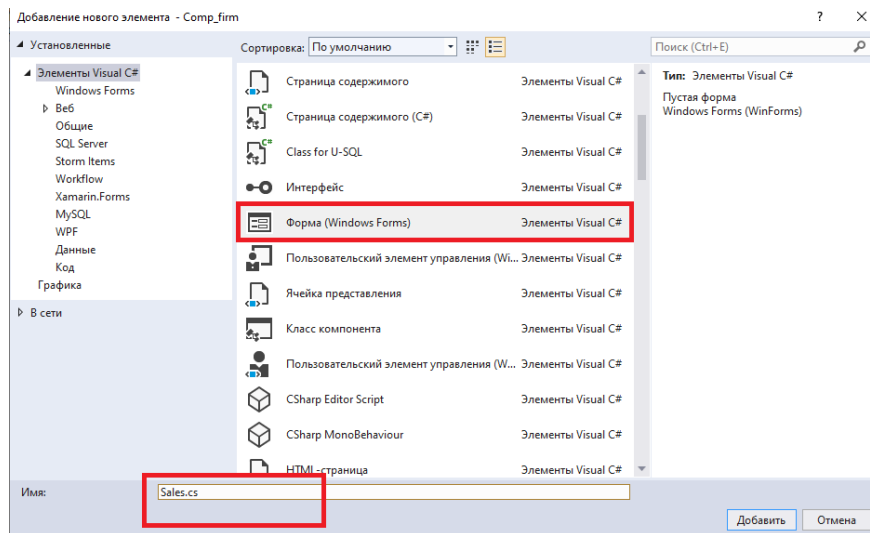 Добавление нового элемента - Comp_firm
? ×
Установленные
Сортировка: По умолчанию
Поиск (Ctrl+E)
Элементы Visual C#
Windows Forms
Веб
Общие
SQL Server
Storm Items
Workflow
Xamarin.Forms
MySQL
WPF
Данные
Код
Графика
В сети
Страница содержимого Элементы Visual C#
Страница содержимого (C#) Элементы Visual C#
Class for U-SQL Элементы Visual C#
Интерфейс Элементы Visual C#
Форма (Windows Forms) Элементы Visual C#
Пользовательский элемент управления (Wi... Элементы Visual C#
Ячейка представления Элементы Visual C#
Класс компонента Элементы Visual C#
Пользовательский элемент управления (W... Элементы Visual C#
CSharp Editor Script Элементы Visual C#
CSharp MonoBehaviour Элементы Visual C#
HTML-страница Элементы Visual C#
Тип: Элементы Visual C#
Пустая форма
Windows Forms (WinForms)
Имя: Sales.cs
Добавить Отмена